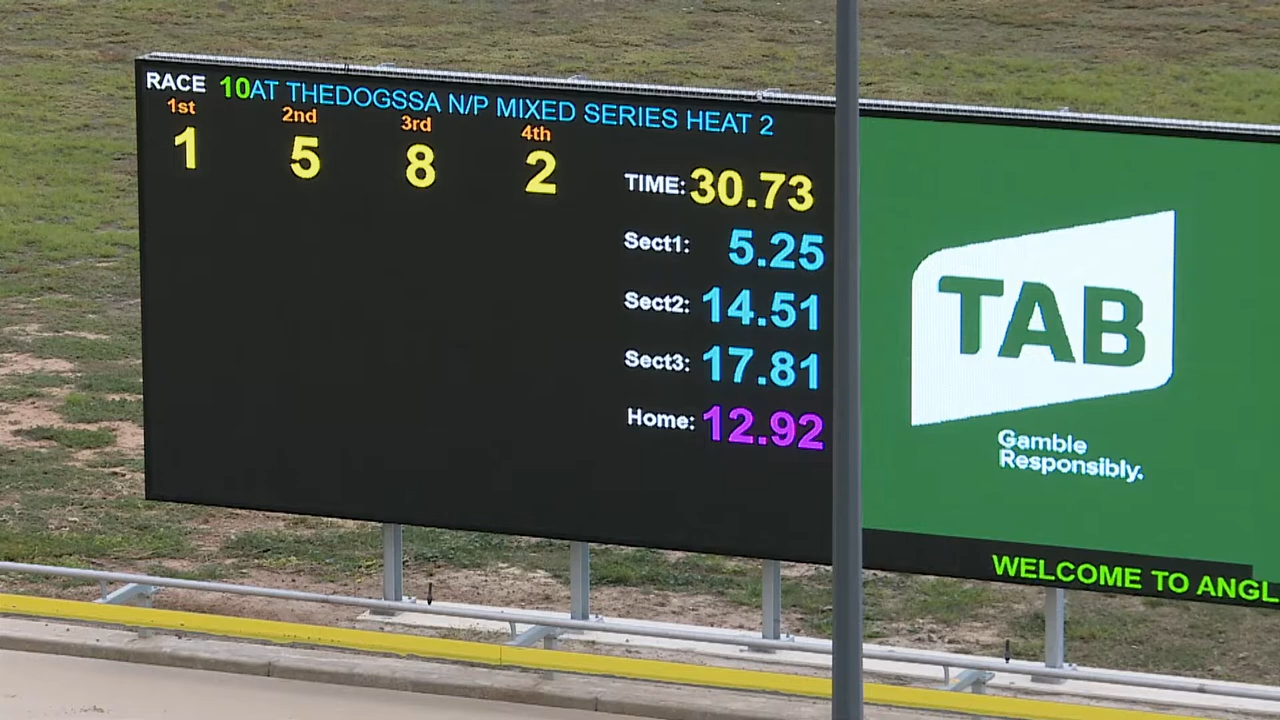 RACE 10AT THEDOGSSA N/P MIXED SERIES HEAT 2
1st 2nd 3rd 4th
1 5 8 2
TIME: 30.73
Sect1: 5.25
Sect2: 14.51
Sect3: 17.81
Home: 12.92
TAB
Gamble
Responsibly.
WELCOME TO ANGL